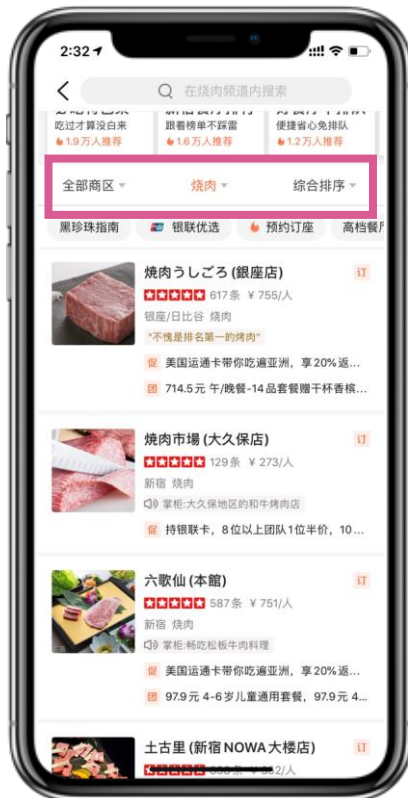 2:32
在烧肉频道内搜索
吃过才算没白来
跟着榜单不踩雷
便捷省心免排队
1.9万人推荐
1.6万人推荐
1.2万人推荐
全部商区
烧肉
综合排序
黑珍珠指南
银联优选
预约订座
高档餐厅
焼肉うしごろ(銀座店)
订
617条 ¥755/人
银座/日比谷 烧肉
"不愧是排名第一的烤肉"
促 美国运通卡带你吃遍亚洲，享20%返...
团 714.5元 午/晚餐-14品套餐赠干杯香槟...
焼肉市場(大久保店)
订
129条 ¥273/人
新宿 烧肉
掌柜:大久保地区的和牛烤肉店
促 持银联卡，8位以上团队1位半价，10...
六歌仙(本館)
订
587条 ¥751/人
新宿 烧肉
掌柜:畅吃松板牛肉料理
促 美国运通卡带你吃遍亚洲，享20%返...
团 97.9元 4-6岁儿童通用套餐，97.9元 4...
土古里(新宿NOWA大楼店)
订